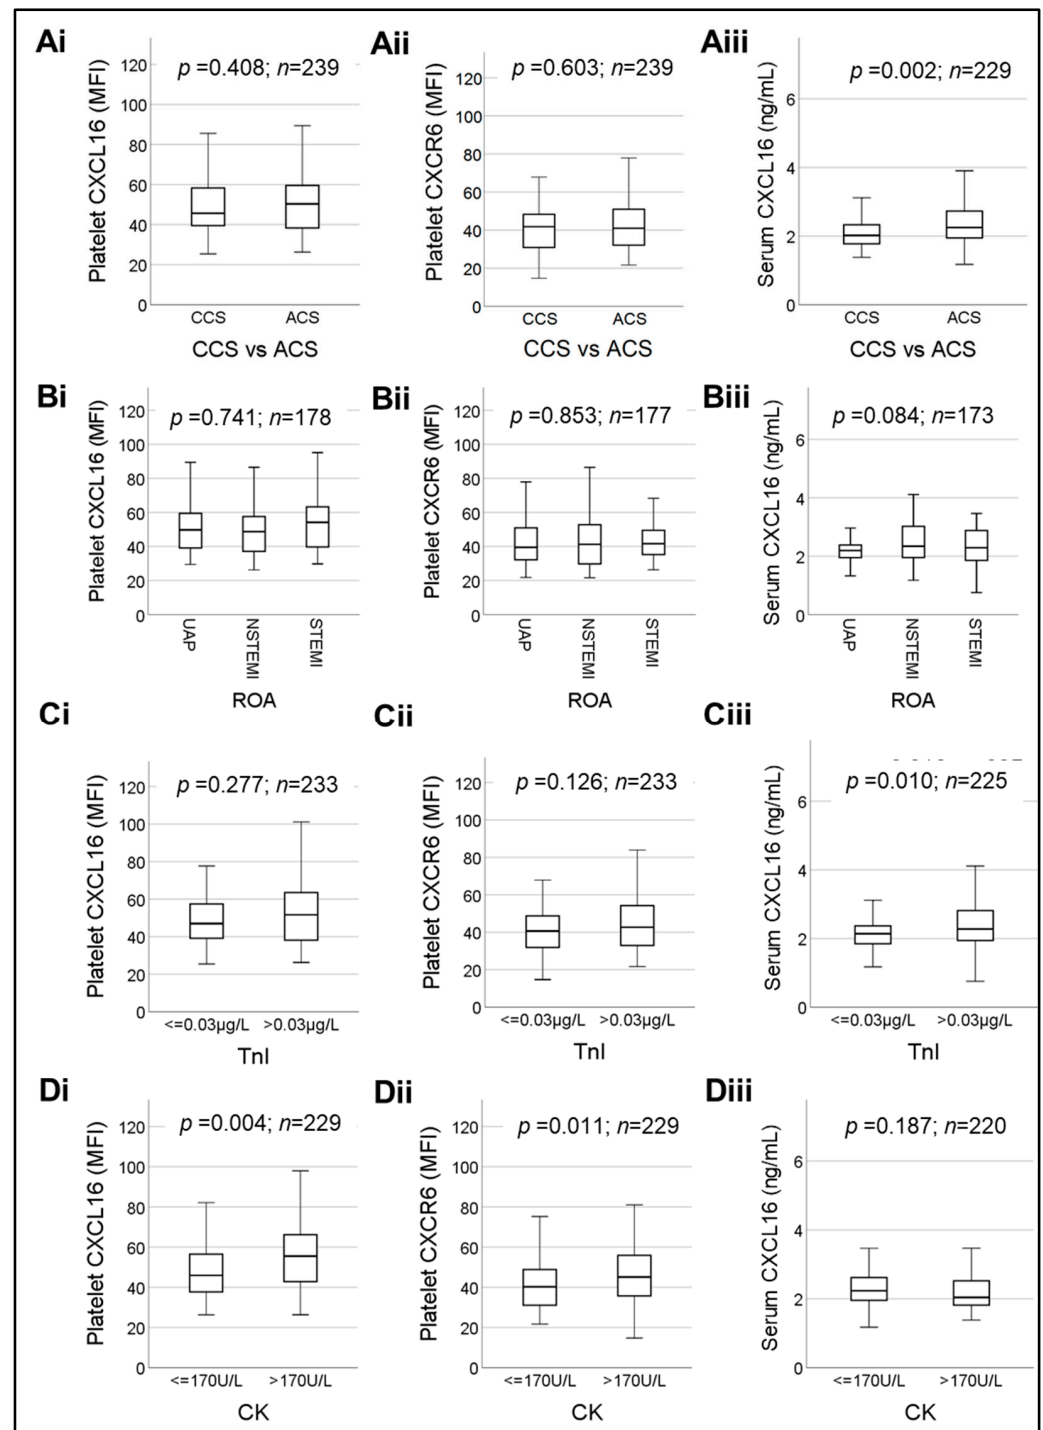 Ai
Platelet CXCL16 (MFI)
p =0.408; n=239
120
100
80
60
40
20
0
CCS ACS
CCS vs ACS
Aii
Platelet CXCR6 (MFI)
p =0.603; n=239
120
100
80
60
40
20
0
CCS ACS
CCS vs ACS
Aiii
Serum CXCL16 (ng/mL)
p =0.002; n=229
6
4
2
0
CCS ACS
CCS vs ACS
Bi
Platelet CXCL16 (MFI)
p =0.741; n=178
120
100
80
60
40
20
0
UAP
NSTEMI
STEMI
ROA
Bii
Platelet CXCR6 (MFI)
p =0.853; n=177
120
100
80
60
40
20
0
UAP
NSTEMI
STEMI
ROA
Biii
Serum CXCL16 (ng/mL)
p =0.084; n=173
6
4
2
0
UAP
NSTEMI
STEMI
ROA
Ci
Platelet CXCL16 (MFI)
p =0.277; n=233
120
100
80
60
40
20
0
<=0.03µg/L >0.03µg/L
TnI
Cii
Platelet CXCR6 (MFI)
p =0.126; n=233
120
100
80
60
40
20
0
<=0.03µg/L >0.03µg/L
TnI
Ciii
Serum CXCL16 (ng/mL)
p =0.010; n=225
6
4
2
0
<=0.03µg/L >0.03µg/L
TnI
Di
Platelet CXCL16 (MFI)
p =0.004; n=229
120
100
80
60
40
20
0
<=170U/L >170U/L
CK
Dii
Platelet CXCR6 (MFI)
p =0.011; n=229
120
100
80
60
40
20
0
<=170U/L >170U/L
CK
Diii
Serum CXCL16 (ng/mL)
p =0.187; n=220
6
4
2
0
<=170U/L >170U/L
CK